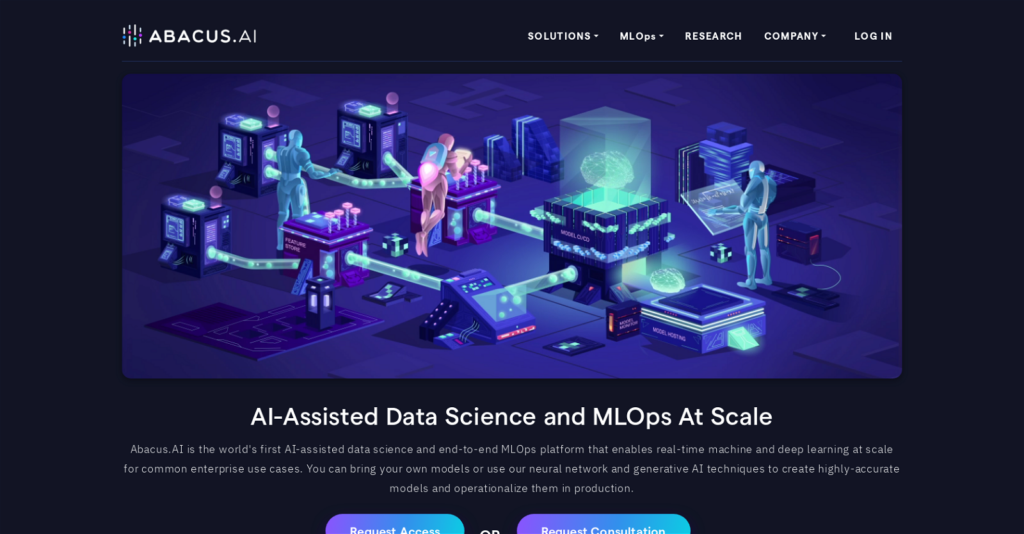 ABACUS.AI
SOLUTIONS MLOps RESEARCH COMPANY LOG IN
FEATURE
STORE
MODEL CI/CD
MODEL HOSTING
AI-Assisted Data Science and MLOps At Scale
Abacus.AI is the world's first AI-assisted data science and end-to-end MLOps platform that enables real-time machine and deep learning at scale
for common enterprise use cases. You can bring your own models or use our neural network and generative AI techniques to create highly-accurate
models and operationalize them in production.
Request Access OR Request Consultation